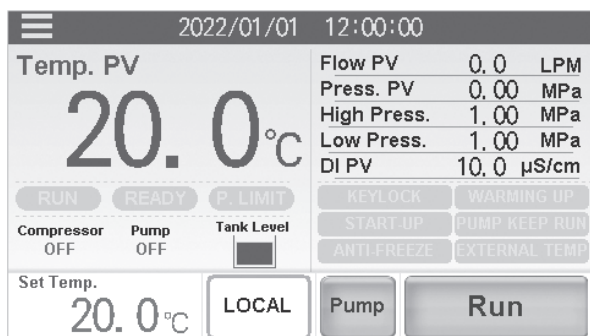 2022/01/01 12:00:00
Temp. PV
20.0℃
RUN READY P. LIMIT
Compressor Pump Tank Level
OFF OFF
Flow PV 0.0 LPM
Press. PV 0.00 MPa
High Press. 1.00 MPa
Low Press. 1.00 MPa
DI PV 10.0 µS/cm
KEYLOCK WARMING UP
START-UP PUMP KEEP RUN
ANTI-FREEZE EXTERNAL TEMP
Set Temp.
20.0℃
LOCAL Pump Run